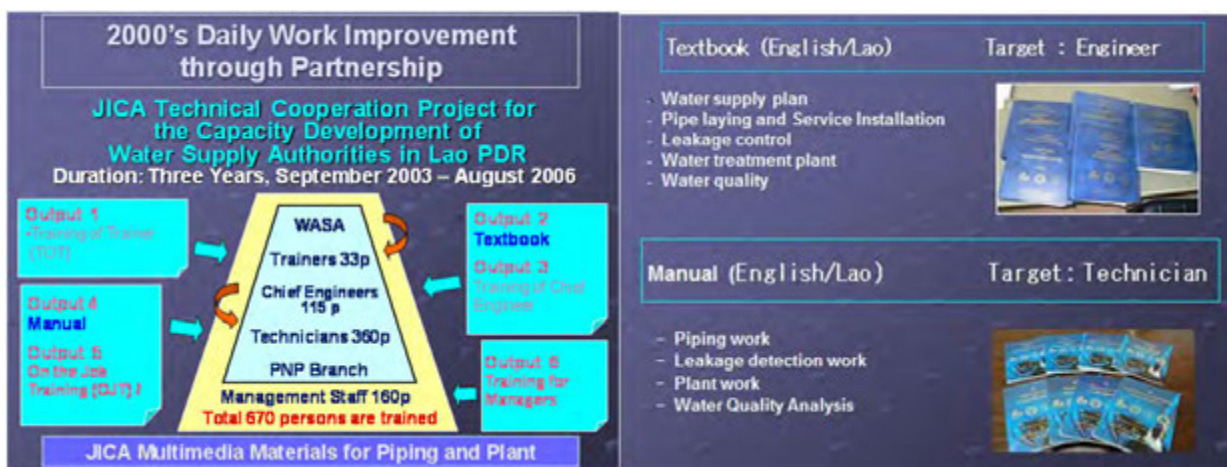 2000's Daily Work Improvement
through Partnership
JICA Technical Cooperation Project for
the Capacity Development of
Water Supply Authorities in Lao PDR
Duration: Three Years, September 2003 – August 2006
Output 1
•Training of Trainer
(TOT)
Output 4
Manual
Output 5
On the Job
Training (OJT)
WASA
Trainers 33p
Chief Engineers
115 p
Technicians 360p
PNP Branch
Management Staff 160p
Total 670 persons are trained
Output 2
Textbook
Output 3
Training of Chief
Engineer
Output 6
Training for
Managers
JICA Multimedia Materials for Piping and Plant
Textbook (English/Lao) Target : Engineer
- Water supply plan
- Pipe laying and Service Installation
- Leakage control
- Water treatment plant
- Water quality
Manual (English/Lao) Target: Technician
– Piping work
– Leakage detection work
– Plant work
– Water Quality Analysis